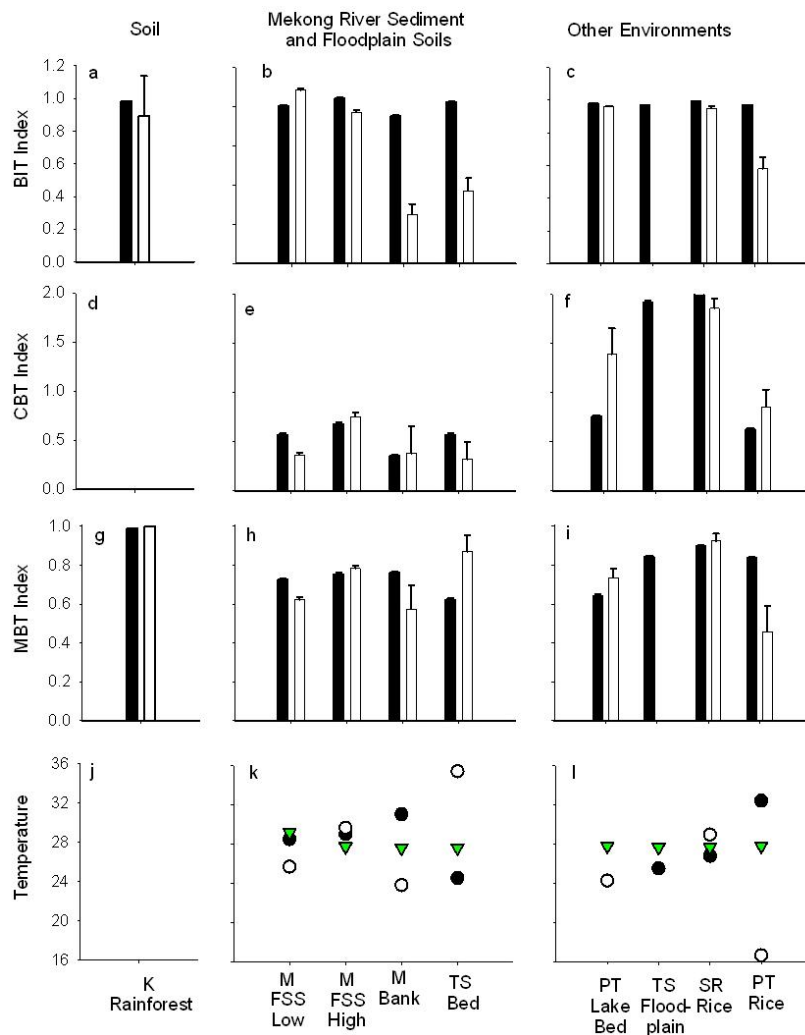 Soil
Mekong River Sediment
and Floodplain Soils
Other Environments
BIT Index
1.2
1.0
0.8
0.6
0.4
0.2
0.0
a
b
c
CBT Index
2.0
1.5
1.0
0.5
0.0
d
e
f
MBT Index
1.0
0.8
0.6
0.4
0.2
0.0
g
h
i
Temperature
36
32
28
24
20
16
j
k
l
K
Rainforest
M
FSS
Low
M
FSS
High
M
Bank
TS
Bed
PT
Lake
Bed
TS
Flood-
plain
SR
Rice
PT
Rice